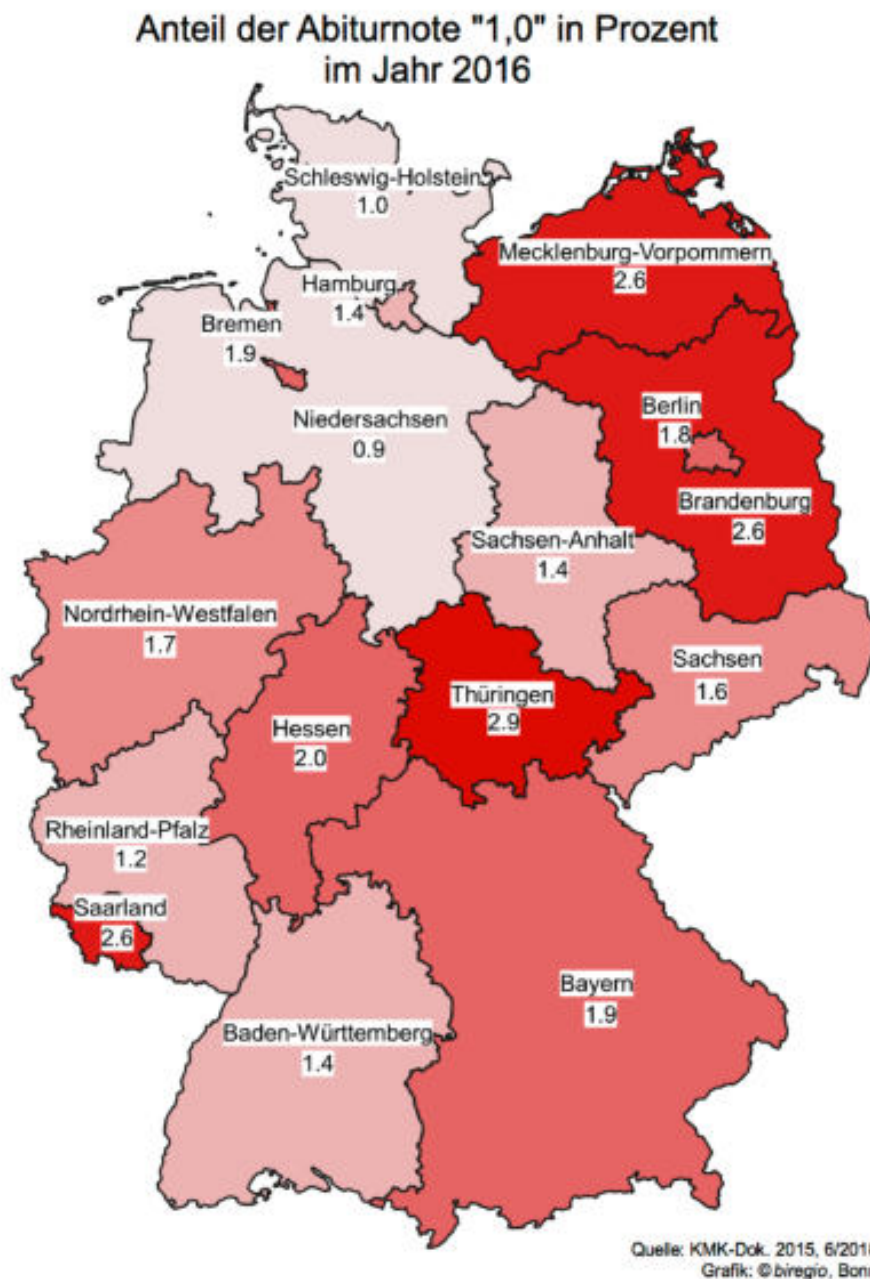 Anteil der Abiturnote "1,0" in Prozent
im Jahr 2016
Schleswig-Holstein
1.0
Mecklenburg-Vorpommern
2.6
Hamburg
1.4
Bremen
1.9
Niedersachsen
0.9
Berlin
1.8
Brandenburg
2.6
Sachsen-Anhalt
1.4
Nordrhein-Westfalen
1.7
Sachsen
1.6
Thüringen
2.9
Hessen
2.0
Rheinland-Pfalz
1.2
Saarland
2.6
Bayern
1.9
Baden-Württemberg
1.4
Quelle: KMK-Dok. 2015, 6/2018
Grafik: ©biregio, Bonn